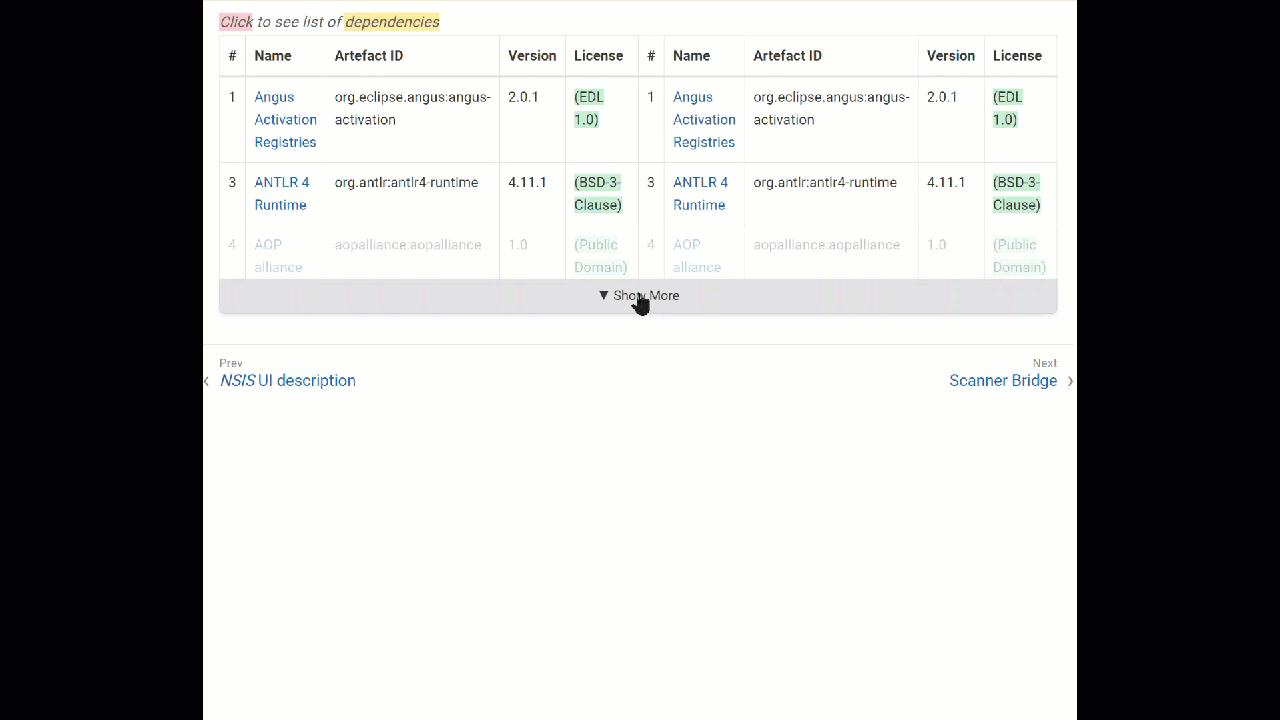 Click to see list of dependencies
# Name Artefact ID Version License # Name Artefact ID Version License
1 Angus org.eclipse.angus:angus- 2.0.1 (EDL 1 Angus org.eclipse.angus:angus- 2.0.1 (EDL
Activation activation 1.0) Activation activation 1.0)
Registries Registries
3 ANTLR 4 org.antlr:antlr4-runtime 4.11.1 (BSD-3- 3 ANTLR 4 org.antlr:antlr4-runtime 4.11.1 (BSD-3-
Runtime Clause) Runtime Clause)
4 AOP aopalliance:aopalliance 1.0 (Public 4 AOP aopalliance:aopalliance 1.0 (Public
alliance Domain) alliance Domain)
▼ Show More
Prev Next
‹ NSIS UI description Scanner Bridge ›